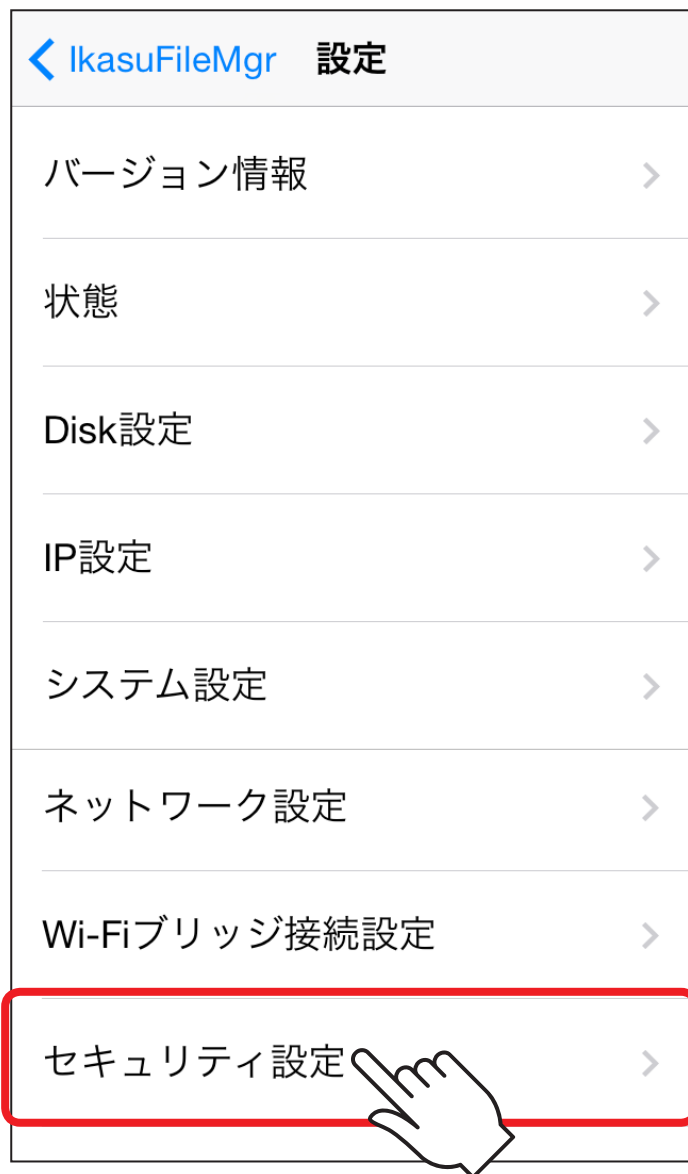 IkasuFileMgr 設定
バージョン情報
状態
Disk設定
IP設定
システム設定
ネットワーク設定
Wi-Fiブリッジ接続設定
セキュリティ設定